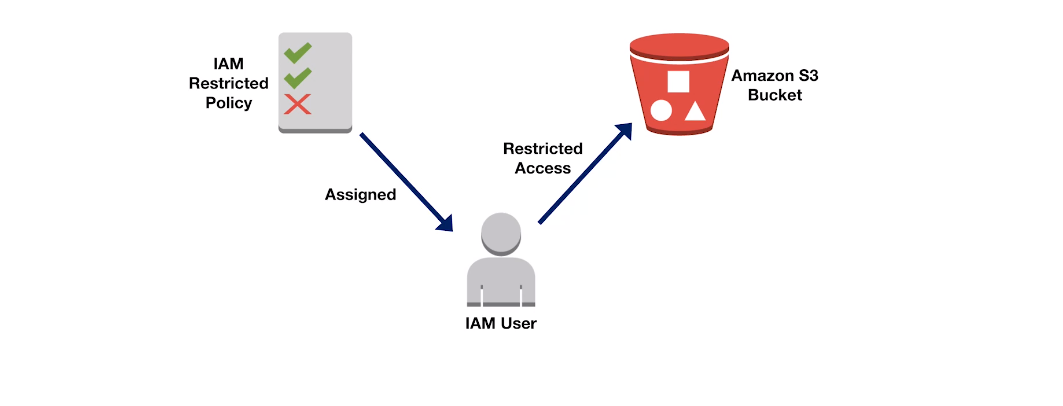 IAM
Restricted
Policy
Amazon S3
Bucket
Restricted
Access
Assigned
IAM User